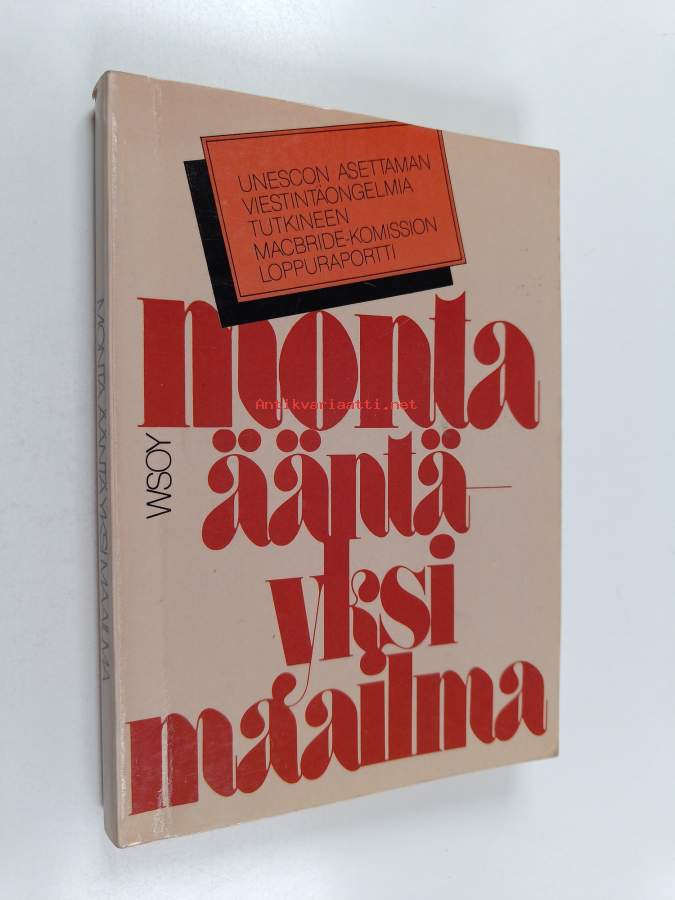 UNESCON ASETTAMAN
VIESTINTÄONGELMIA
TUTKINEEN
MACBRIDE-KOMISSION
LOPPURAPORTTI
monta
ääntä—
yksi
maailma
WSOY
MONTA ÄÄNTÄ YKSI MAAILMA
Antikvariaatti.net